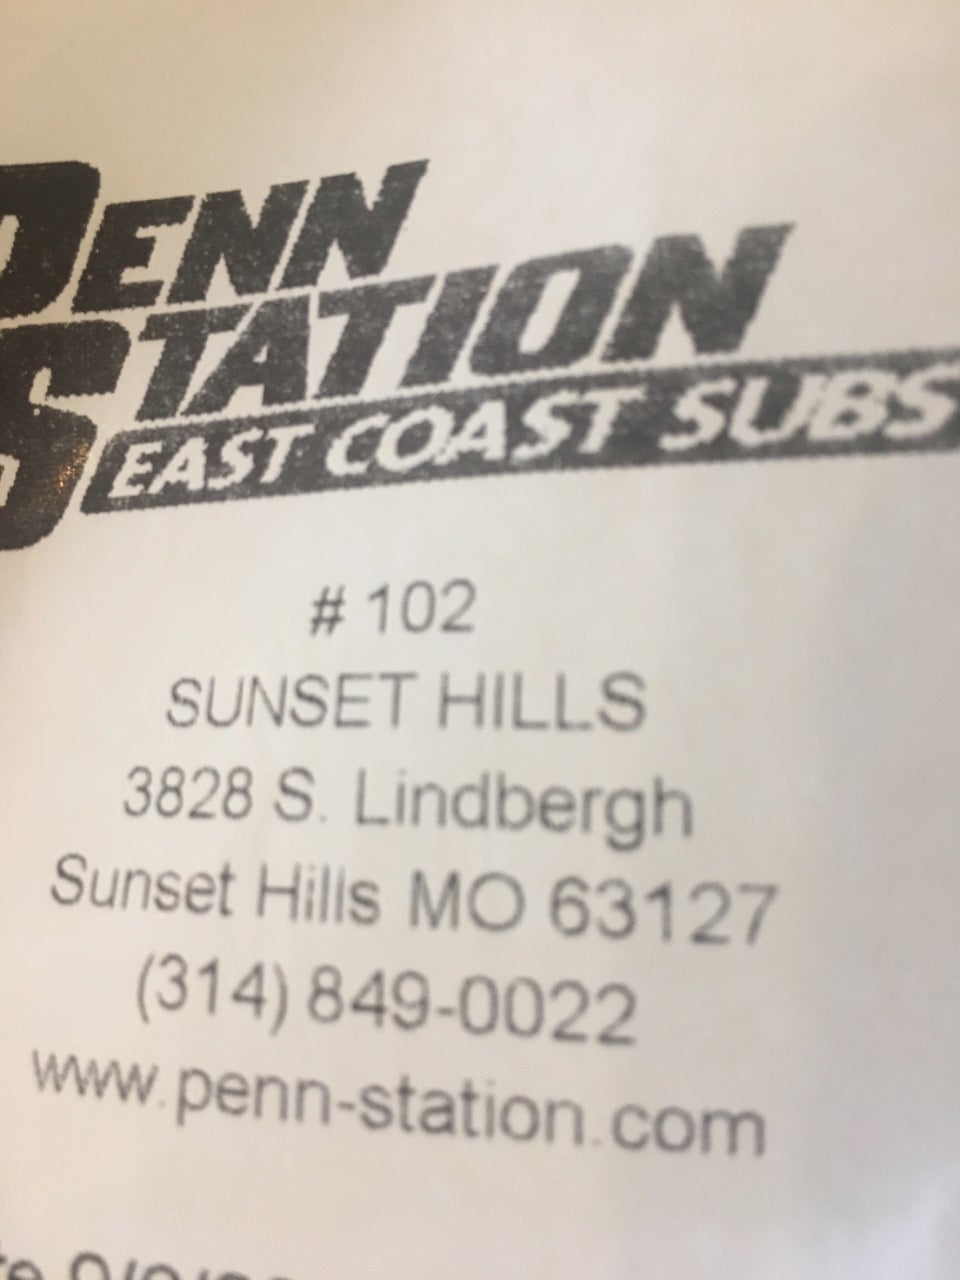 PENN
STATION
EAST COAST SUBS
# 102
SUNSET HILLS
3828 S. Lindbergh
Sunset Hills MO 63127
(314) 849-0022
www.penn-station.com